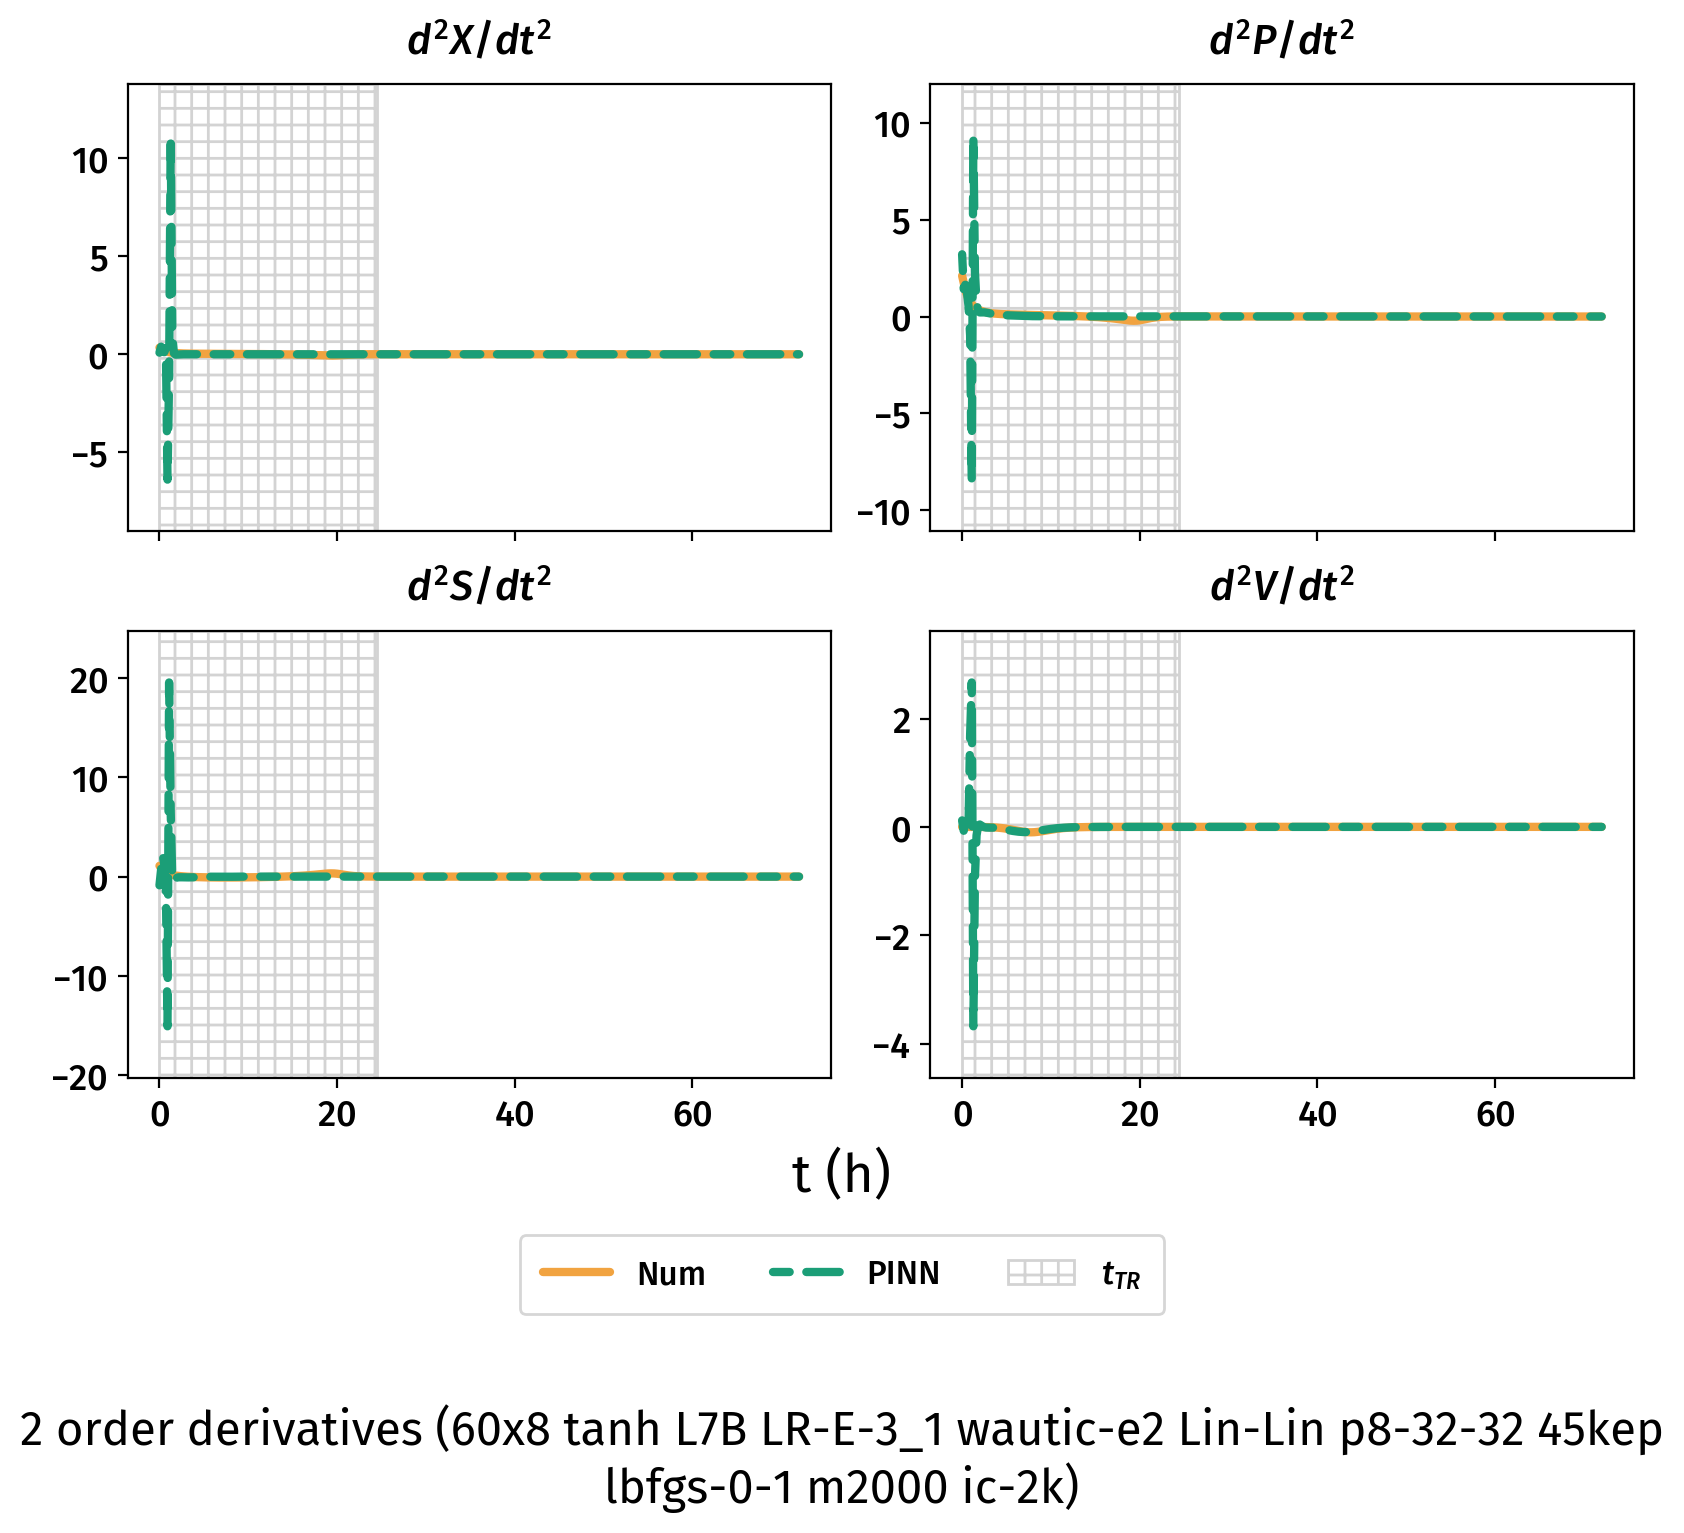 d²X/dt²
d²P/dt²
10
5
0
−5
10
5
0
−5
−10
d²S/dt²
d²V/dt²
20
10
0
−10
−20
0
20
40
60
2
0
−2
−4
0
20
40
60
t (h)
Num
PINN
t_TR
2 order derivatives (60x8 tanh L7B LR-E-3_1 wautic-e2 Lin-Lin p8-32-32 45kep
lbfgs-0-1 m2000 ic-2k)